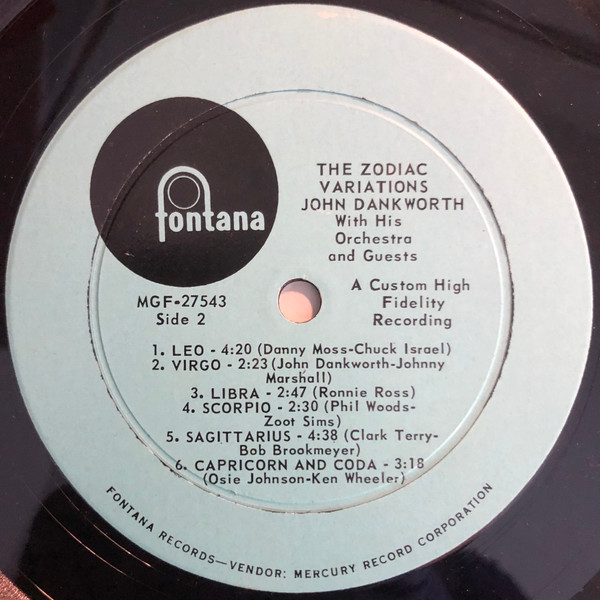 fontana
THE ZODIAC
VARIATIONS
JOHN DANKWORTH
With His
Orchestra
and Guests
A Custom High
Fidelity
Recording
MGF-27543
Side 2
1. LEO - 4:20 (Danny Moss-Chuck Israel)
2. VIRGO - 2:23 (John Dankworth-Johnny
Marshall)
3. LIBRA - 2:47 (Ronnie Ross)
4. SCORPIO - 2:30 (Phil Woods-
Zoot Sims)
5. SAGITTARIUS - 4:38 (Clark Terry-
Bob Brookmeyer)
6. CAPRICORN AND CODA - 3:18
(Osie Johnson-Ken Wheeler)
FONTANA RECORDS—VENDOR: MERCURY RECORD CORPORATION